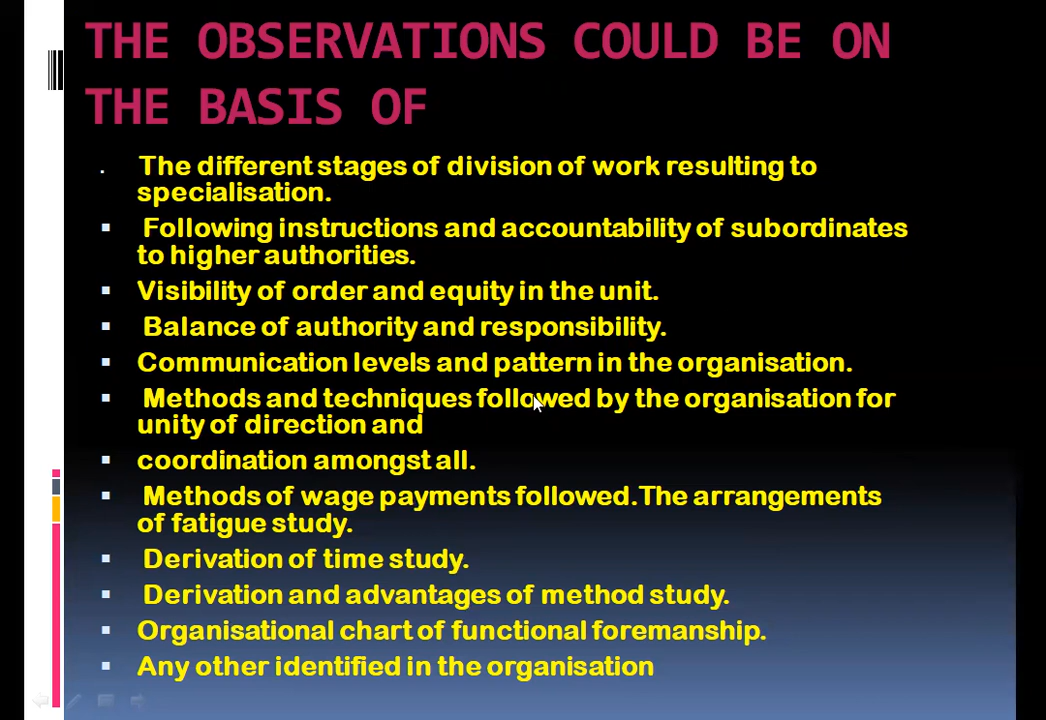 THE OBSERVATIONS COULD BE ON
THE BASIS OF
. The different stages of division of work resulting to
specialisation.
▪ Following instructions and accountability of subordinates
to higher authorities.
▪ Visibility of order and equity in the unit.
▪ Balance of authority and responsibility.
▪ Communication levels and pattern in the organisation.
▪ Methods and techniques followed by the organisation for
unity of direction and
▪ coordination amongst all.
▪ Methods of wage payments followed.The arrangements
of fatigue study.
▪ Derivation of time study.
▪ Derivation and advantages of method study.
▪ Organisational chart of functional foremanship.
▪ Any other identified in the organisation